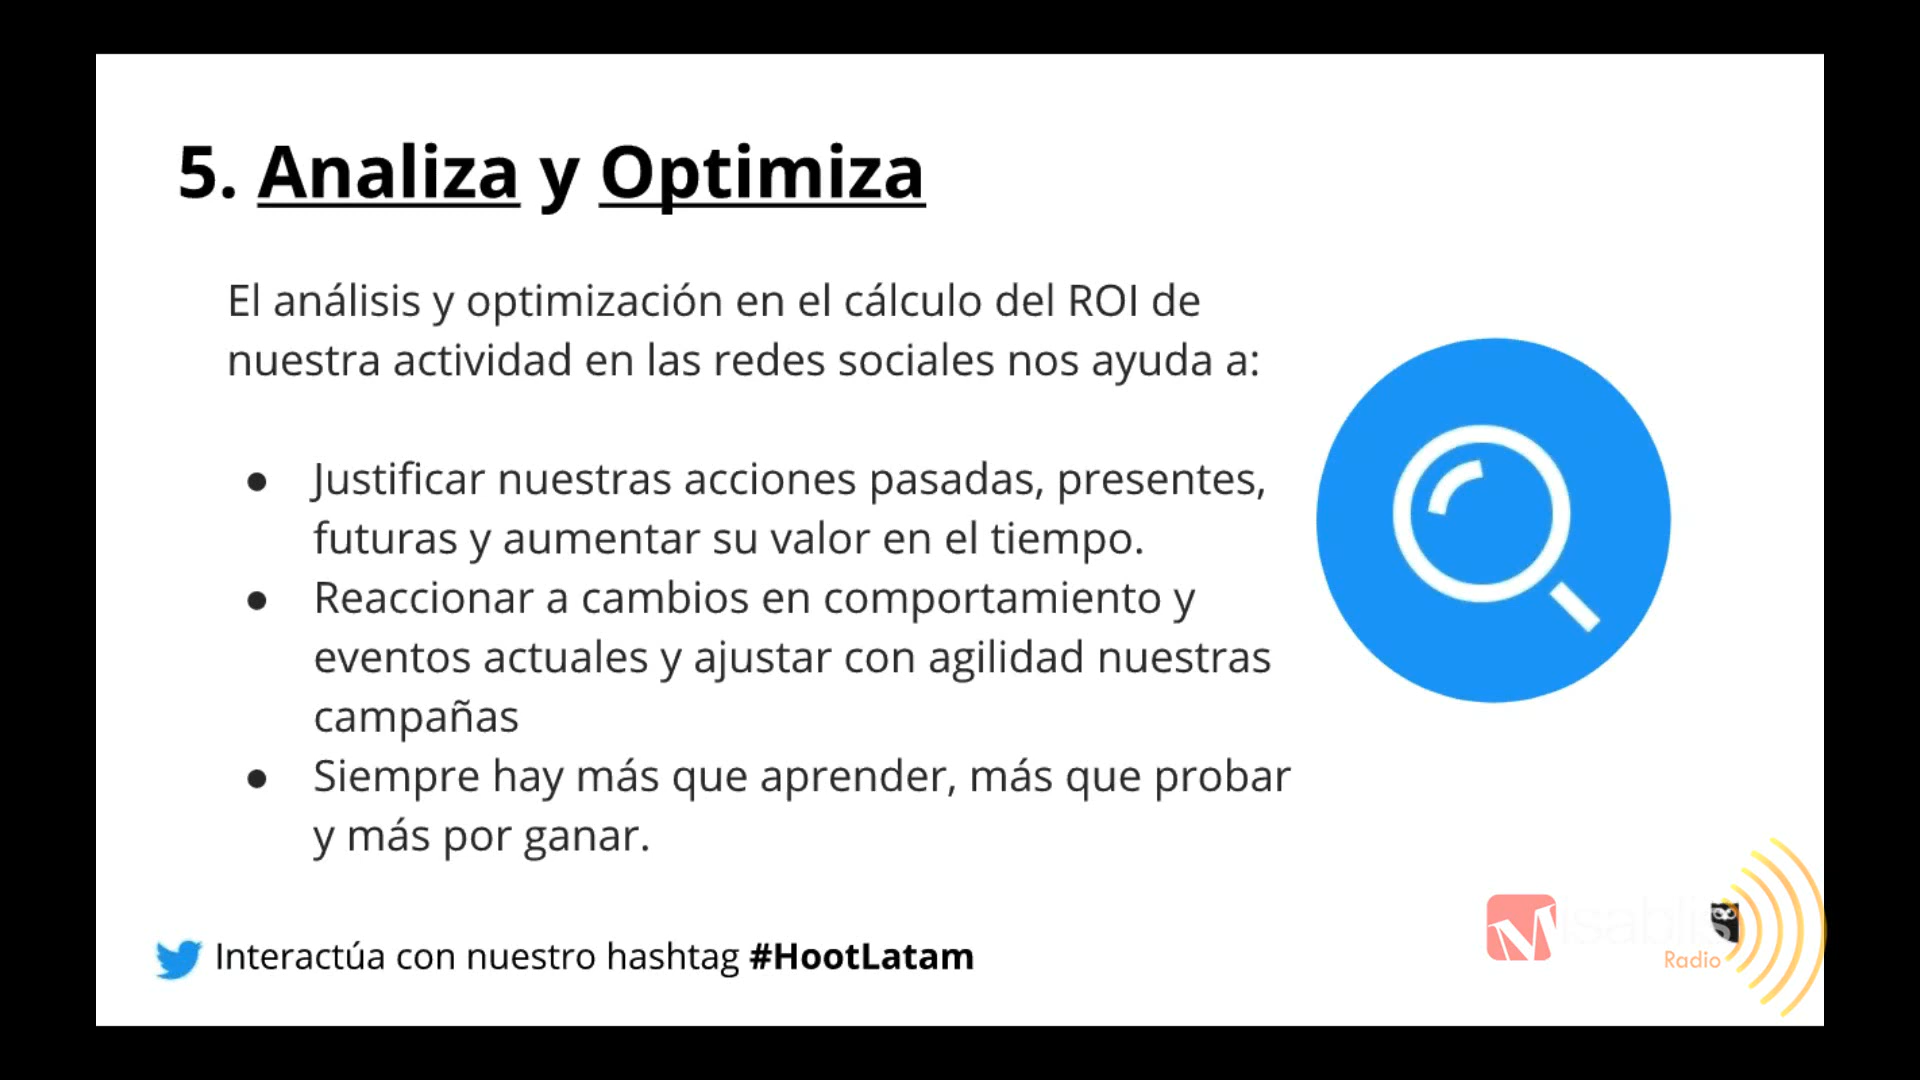 5. Analiza y Optimiza
El análisis y optimización en el cálculo del ROI de
nuestra actividad en las redes sociales nos ayuda a:
● Justificar nuestras acciones pasadas, presentes,
futuras y aumentar su valor en el tiempo.
● Reaccionar a cambios en comportamiento y
eventos actuales y ajustar con agilidad nuestras
campañas
● Siempre hay más que aprender, más que probar
y más por ganar.
Interactúa con nuestro hashtag #HootLatam
Misablis
Radio